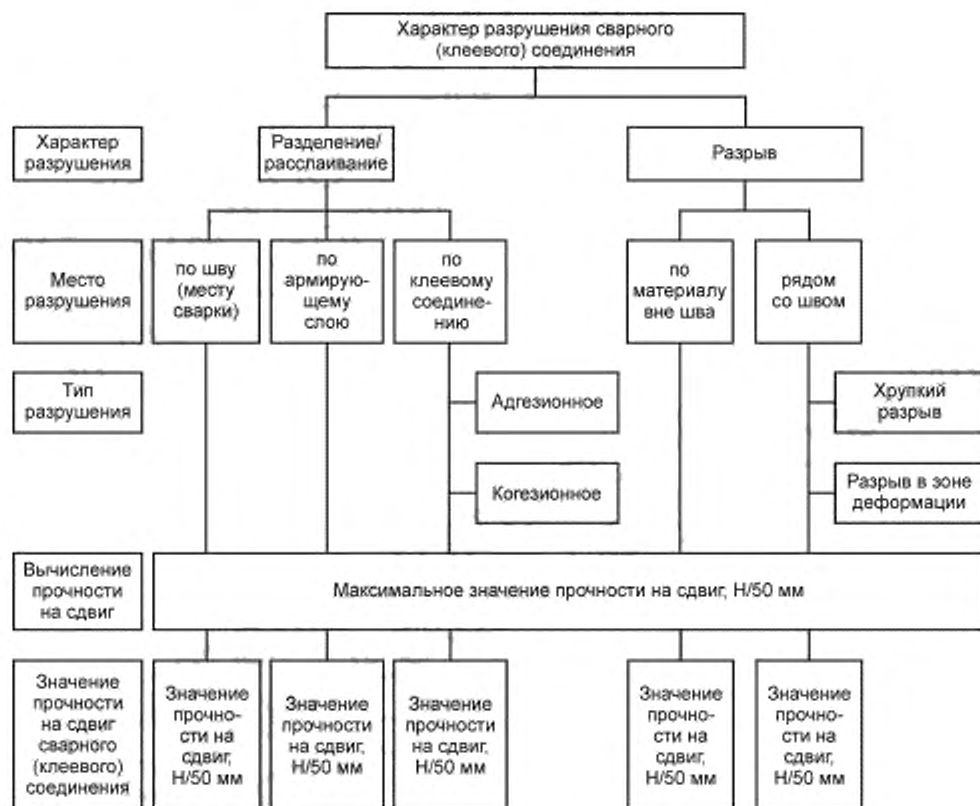 Характер разрушения сварного
(клеевого) соединения
Характер
разрушения
Разделение/
расслаивание
Разрыв
Место
разрушения
по шву
(месту
сварки)
по
армирую-
щему
слою
по
клеевому
соедине-
нию
по
материалу
вне шва
рядом
со швом
Тип
разрушения
Адгезионное
Хрупкий
разрыв
Когезионное
Разрыв в зоне
деформации
Вычисление
прочности
на сдвиг
Максимальное значение прочности на сдвиг, Н/50 мм
Значение
прочности
на сдвиг
сварного
(клеевого)
соединения
Значение
прочно-
сти на
сдвиг,
Н/50 мм
Значение
прочности
на сдвиг,
Н/50 мм
Значение
прочности
на сдвиг,
Н/50 мм
Значение
прочно-
сти на
сдвиг,
Н/50 мм
Значение
прочно-
сти на
сдвиг,
Н/50 мм